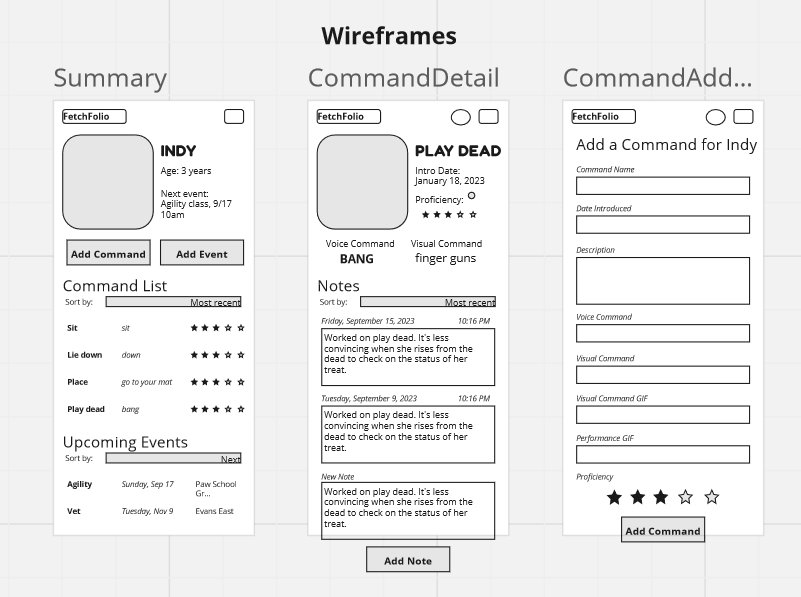 Wireframes
Summary
FetchFolio
INDY
Age: 3 years
Next event:
Agility class, 9/17
10am
Add Command
Add Event
Command List
Sort by:
Most recent
Sit
sit
Lie down
down
Place
go to your mat
Play dead
bang
Upcoming Events
Sort by:
Next
Agility
Sunday, Sep 17
Paw School
Gr...
Vet
Tuesday, Nov 9
Evans East
CommandDetail
FetchFolio
PLAY DEAD
Intro Date:
January 18, 2023
Proficiency:
Voice Command
Visual Command
BANG
finger guns
Notes
Sort by:
Most recent
Friday, September 15, 2023
10:16 PM
Worked on play dead. It's less
convincing when she rises from the
dead to check on the status of her
treat.
Tuesday, September 9, 2023
10:16 PM
Worked on play dead. It's less
convincing when she rises from the
dead to check on the status of her
treat.
New Note
Worked on play dead. It's less
convincing when she rises from the
dead to check on the status of her
treat.
Add Note
CommandAdd...
FetchFolio
Add a Command for Indy
Command Name
Date Introduced
Description
Voice Command
Visual Command
Visual Command GIF
Performance GIF
Proficiency
Add Command